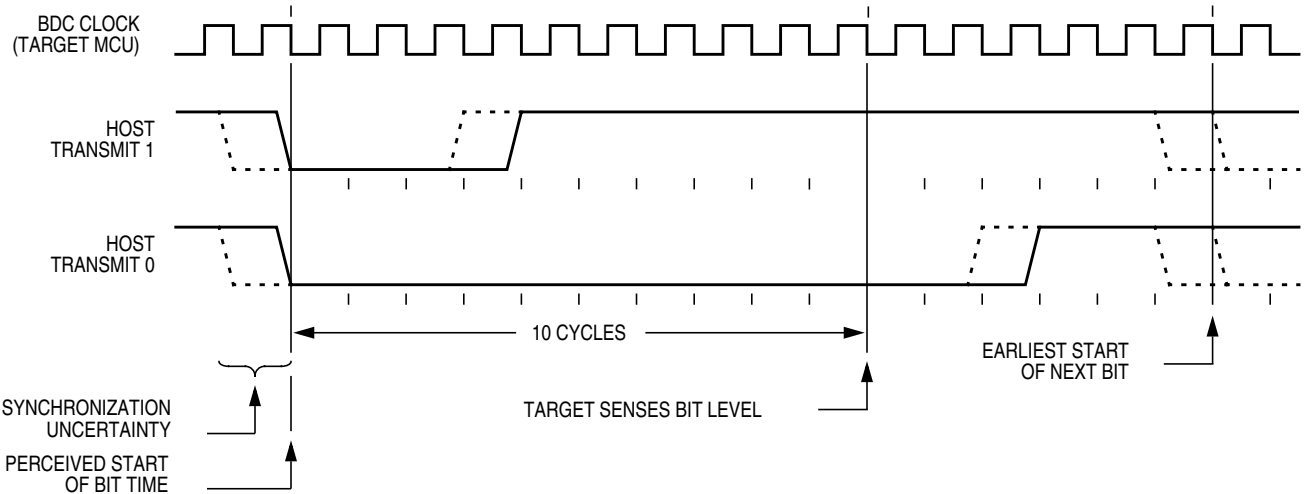 BDC CLOCK
(TARGET MCU)
HOST
TRANSMIT 1
HOST
TRANSMIT 0
10 CYCLES
EARLIEST START
OF NEXT BIT
TARGET SENSES BIT LEVEL
SYNCHRONIZATION
UNCERTAINTY
PERCEIVED START
OF BIT TIME